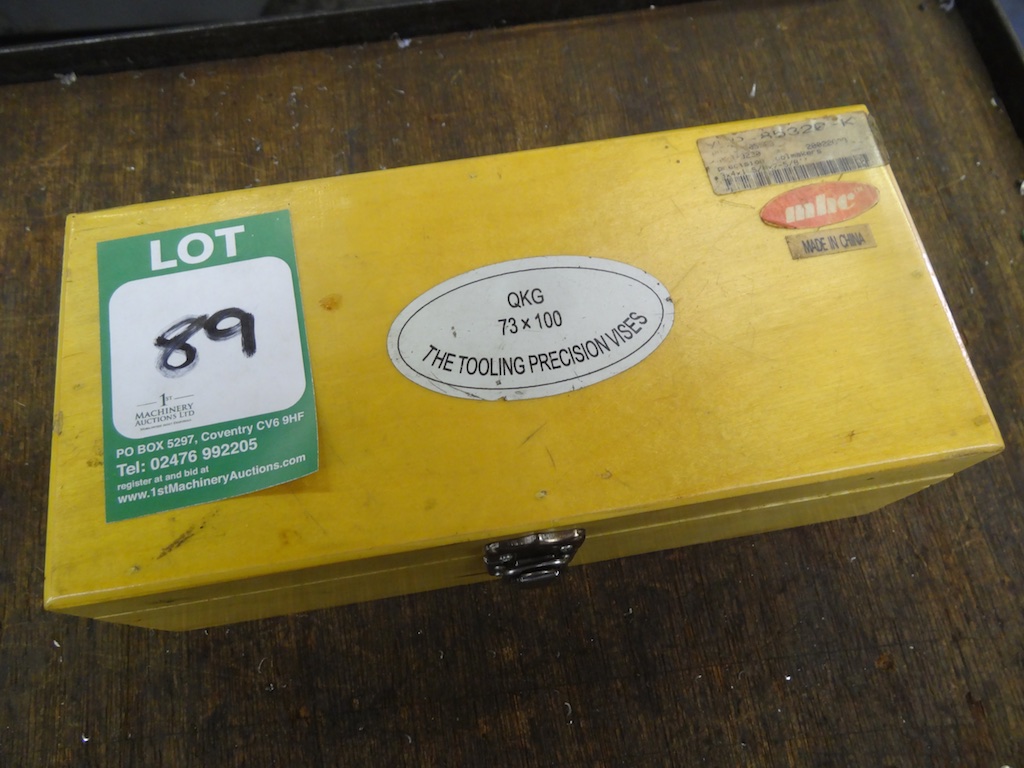 LOT
89
1ST
MACHINERY
AUCTIONS LTD
PO BOX 5297, Coventry CV6 9HF
Tel: 02476 992205
register at and bid at
www.1stMachineryAuctions.com
QKG
73 × 100
THE TOOLING PRECISION VISES
mhc
MADE IN CHINA